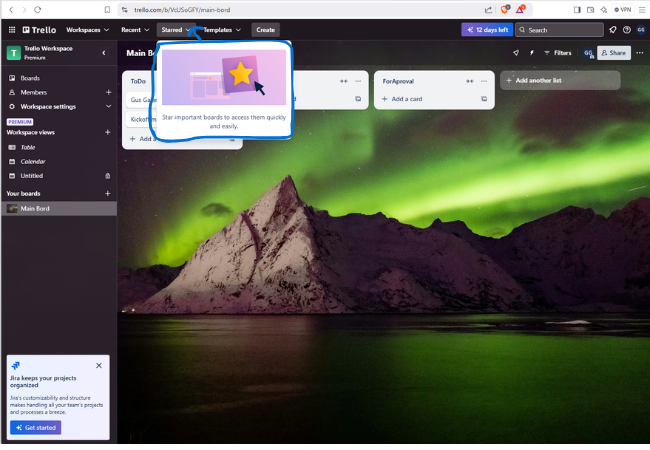 trello.com/b/VcUSoGFY/main-bord
VPN
Trello
Workspaces
Recent
Starred
Templates
Create
12 days left
Search
GG
T
Trello Workspace
Premium
Main Bo
Filters
GG
Share
Boards
Members
Workspace settings
PREMIUM
Workspace views
Table
Calendar
Untitled
Your boards
Main Bord
ToDo
Kickoff
Add a
Star important boards to access them quickly
and easily.
Add a card
ForAproval
Add a card
Add another list
Jira keeps your projects
organized
Jira's customizability and structure
makes handling all your team's projects
and processes a breeze.
Get started